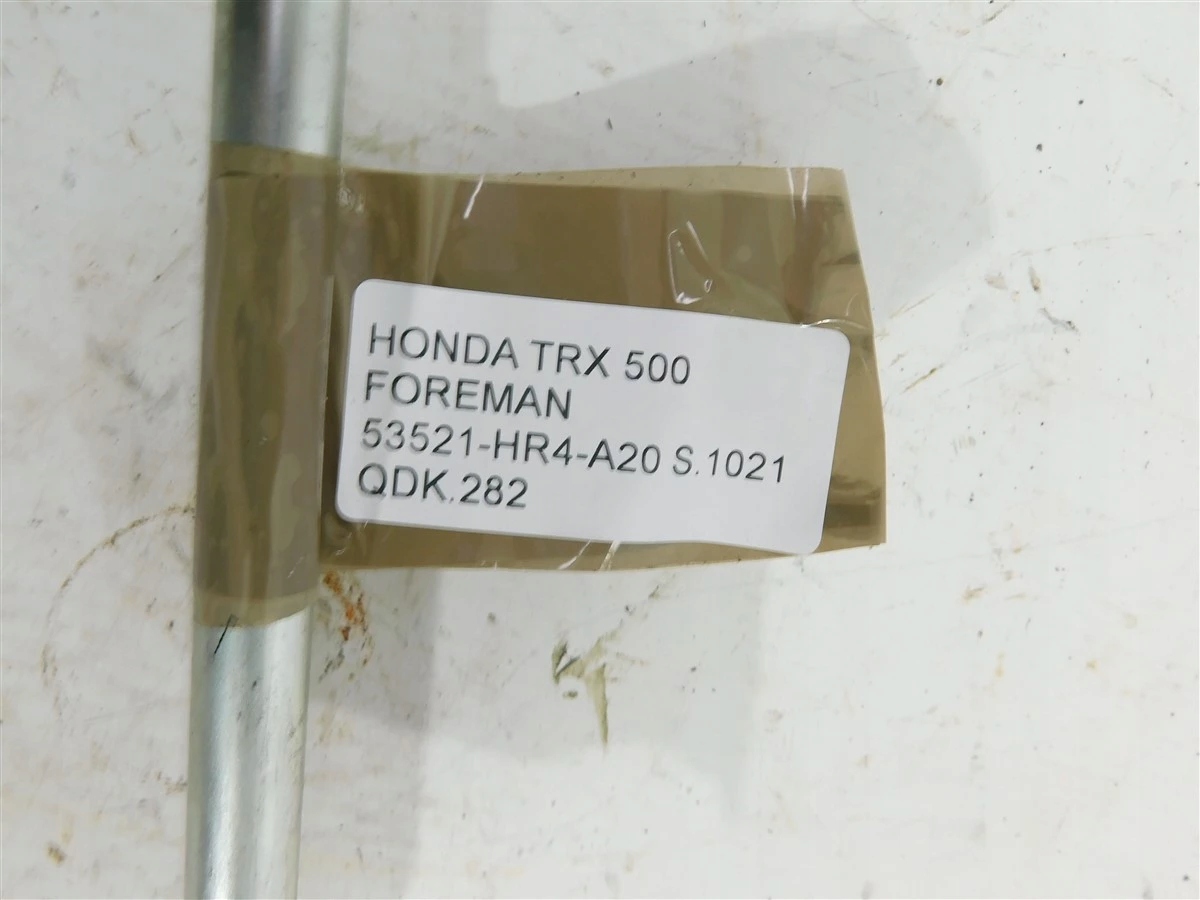 HONDA TRX 500
FOREMAN
53521-HR4-A20 S.1021
QDK.282